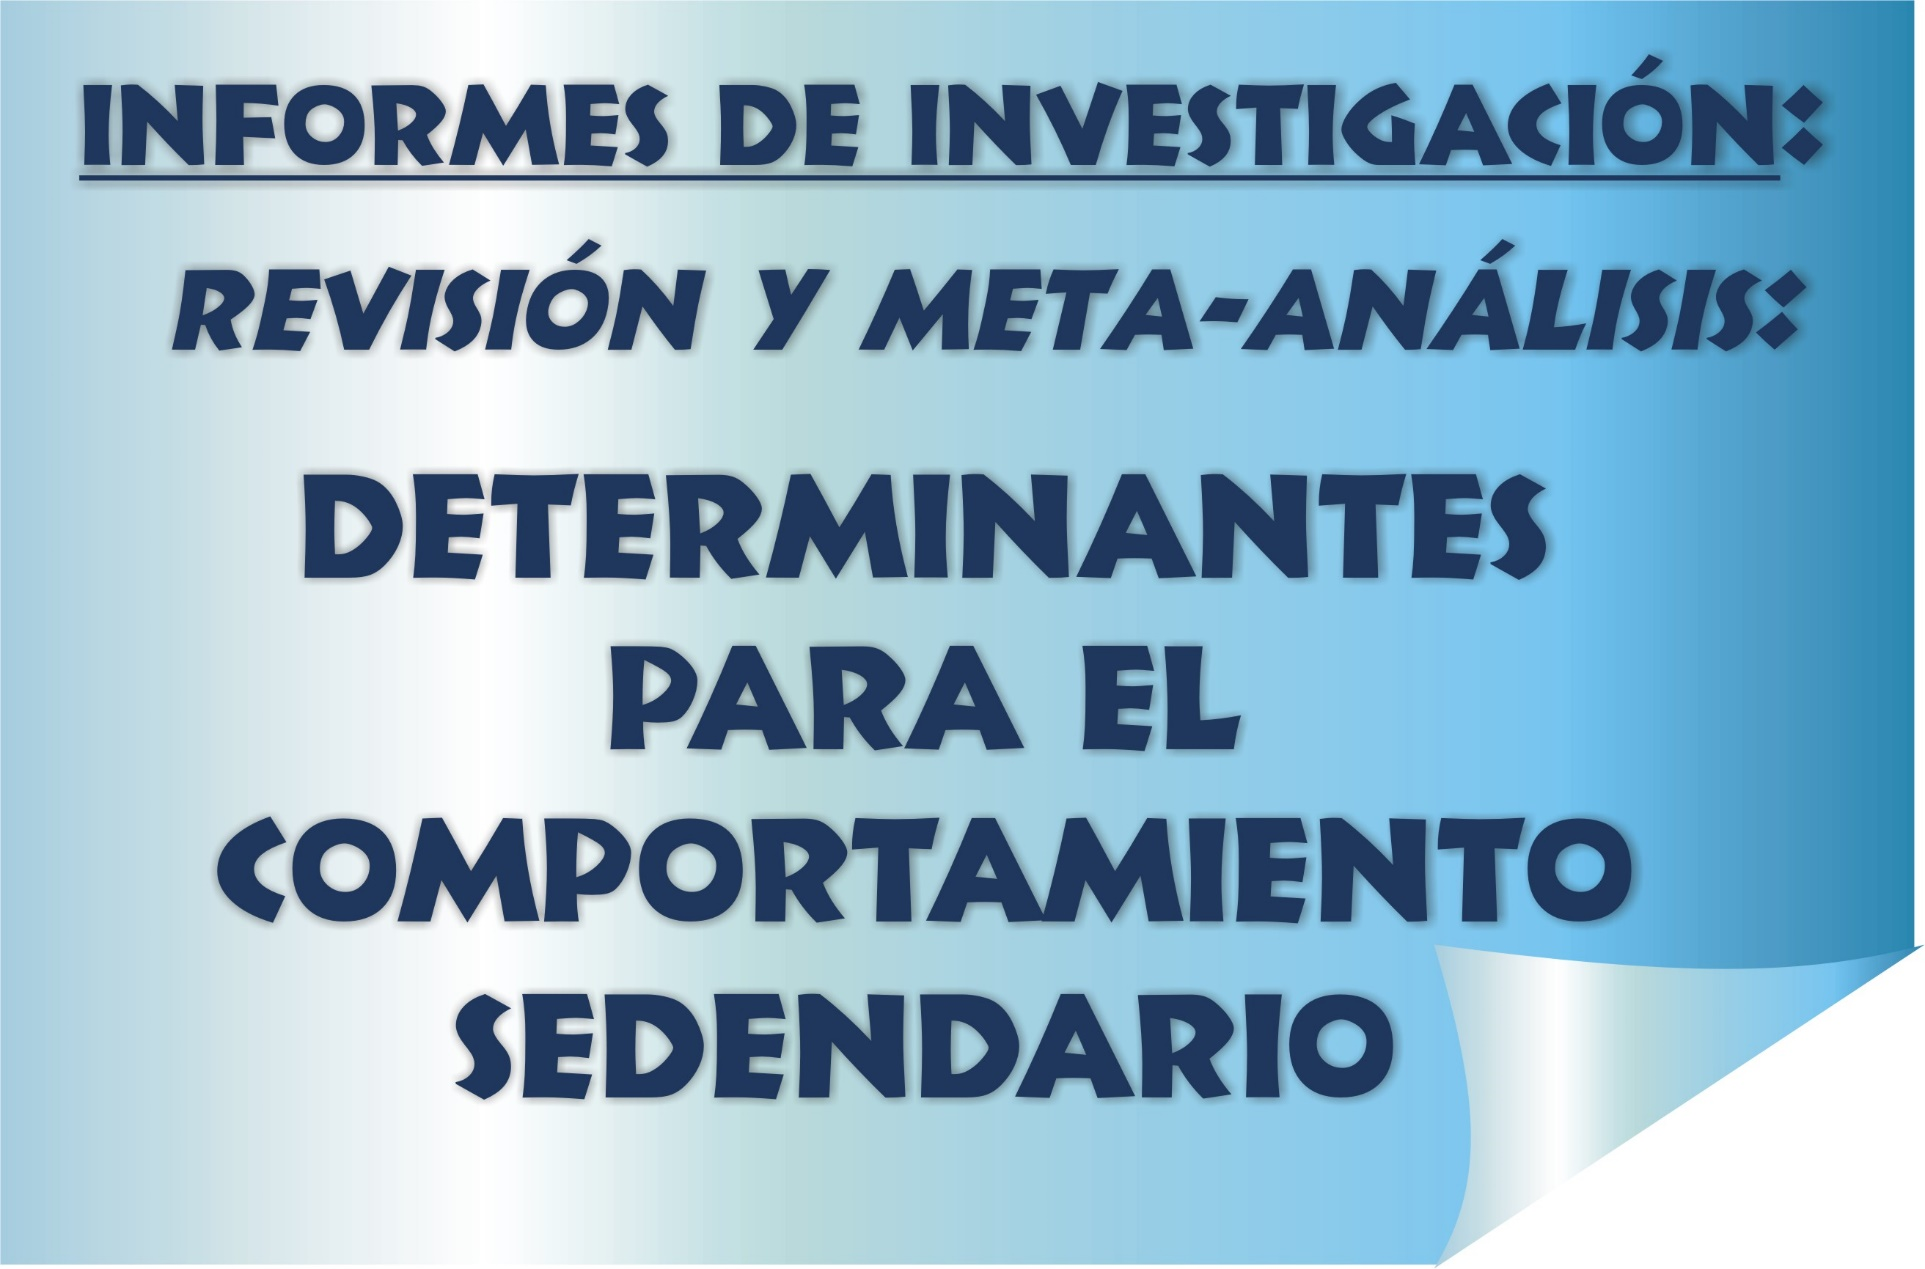 INFORMES DE INVESTIGACIÓN:
REVISIÓN Y META-ANÁLISIS:
DETERMINANTES
PARA EL
COMPORTAMIENTO
SEDENDARIO